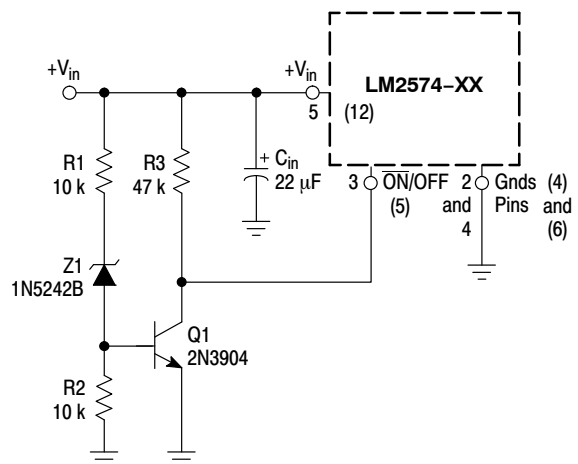 +Vin
+Vin
LM2574-XX
5
(12)
R1
10 k
R3
47 k
+ Cin
22 μF
3
ON/OFF
(5)
2
and
4
Gnds
Pins
(4)
and
(6)
Z1
1N5242B
Q1
2N3904
R2
10 k